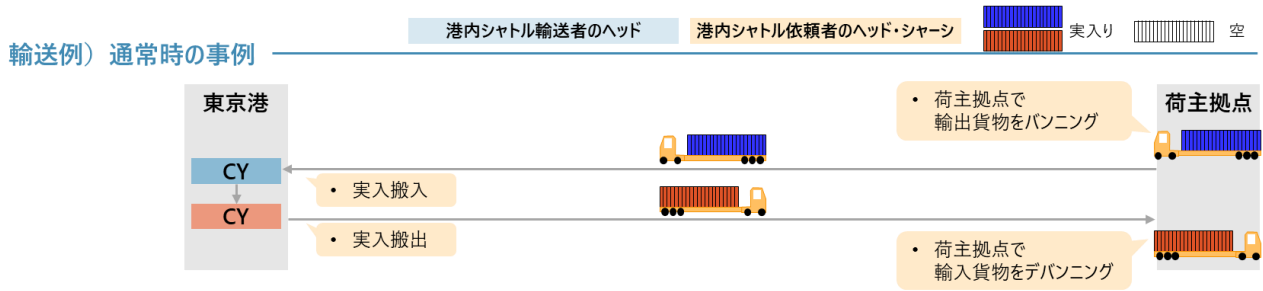 港内シャトル輸送者のヘッド
港内シャトル依頼者のヘッド・シャーシ
実入り
空
輸送例）通常時の事例
東京港
荷主拠点
• 荷主拠点で
輸出貨物をバンニング
CY
• 実入搬入
CY
• 実入搬出
• 荷主拠点で
輸入貨物をデバンニング